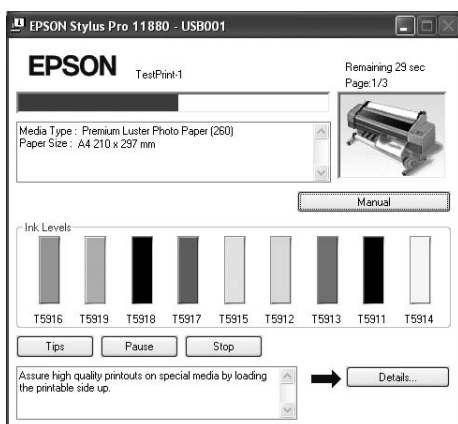 EPSON Stylus Pro 11880 - USB001
EPSON TestPrint-1
Remaining 29 sec
Page:1/3
Media Type : Premium Luster Photo Paper (260)
Paper Size : A4 210 x 297 mm
Manual
Ink Levels
T5916 T5919 T5918 T5917 T5915 T5912 T5913 T5911 T5914
Tips Pause Stop
Assure high quality printouts on special media by loading
the printable side up.
Details...